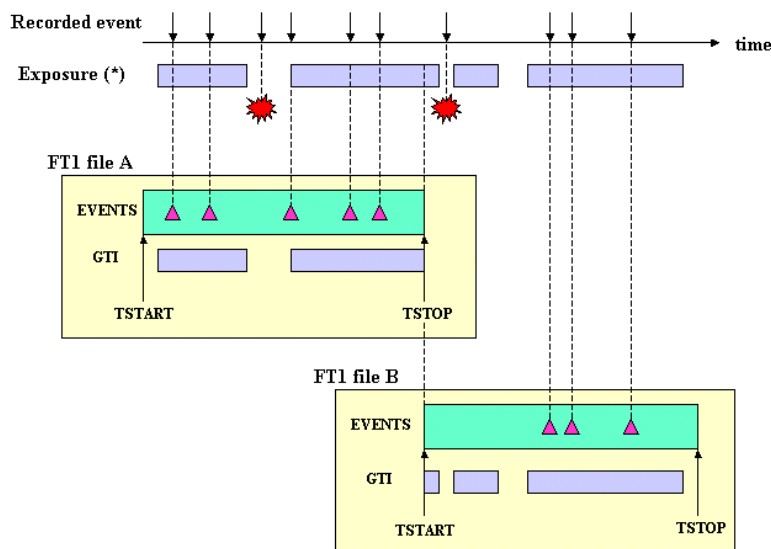 Recorded event
time
Exposure (*)
FT1 file A
EVENTS
GTI
TSTART
TSTOP
FT1 file B
EVENTS
GTI
TSTART
TSTOP